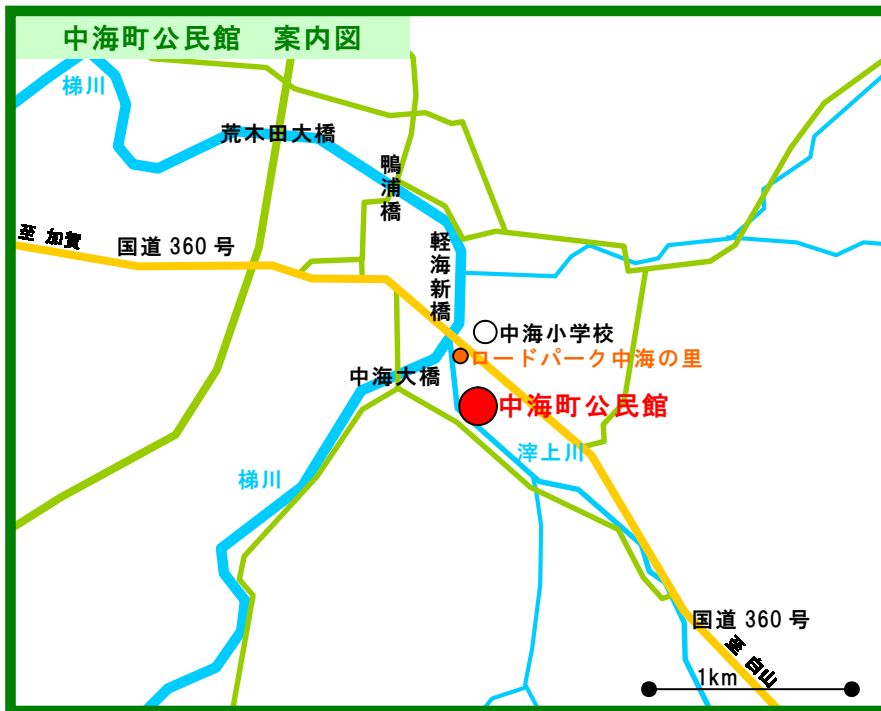 中海町公民館　案内図
梯川
荒木田大橋
鴨浦橋
至 加賀
国道 360 号
軽海新橋
中海小学校
ロードパーク中海の里
中海大橋
中海町公民館
滓上川
梯川
国道 360 号
至 白山
1km